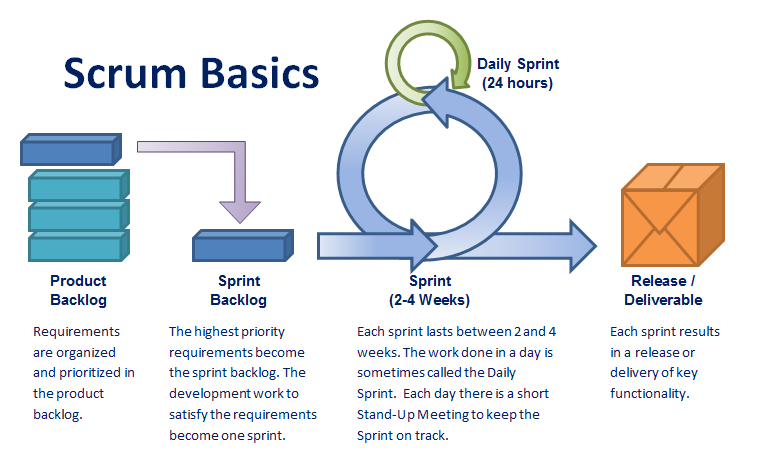 Scrum Basics
Daily Sprint
(24 hours)
Product
Backlog
Sprint
Backlog
Sprint
(2-4 Weeks)
Release /
Deliverable
Requirements
are organized
and prioritized in
the product
backlog.
The highest priority
requirements become
the sprint backlog. The
development work to
satisfy the requirements
become one sprint.
Each sprint lasts between 2 and 4
weeks. The work done in a day is
sometimes called the Daily
Sprint.  Each day there is a short
Stand-Up Meeting to keep the
Sprint on track.
Each sprint results
in a release or
delivery of key
functionality.